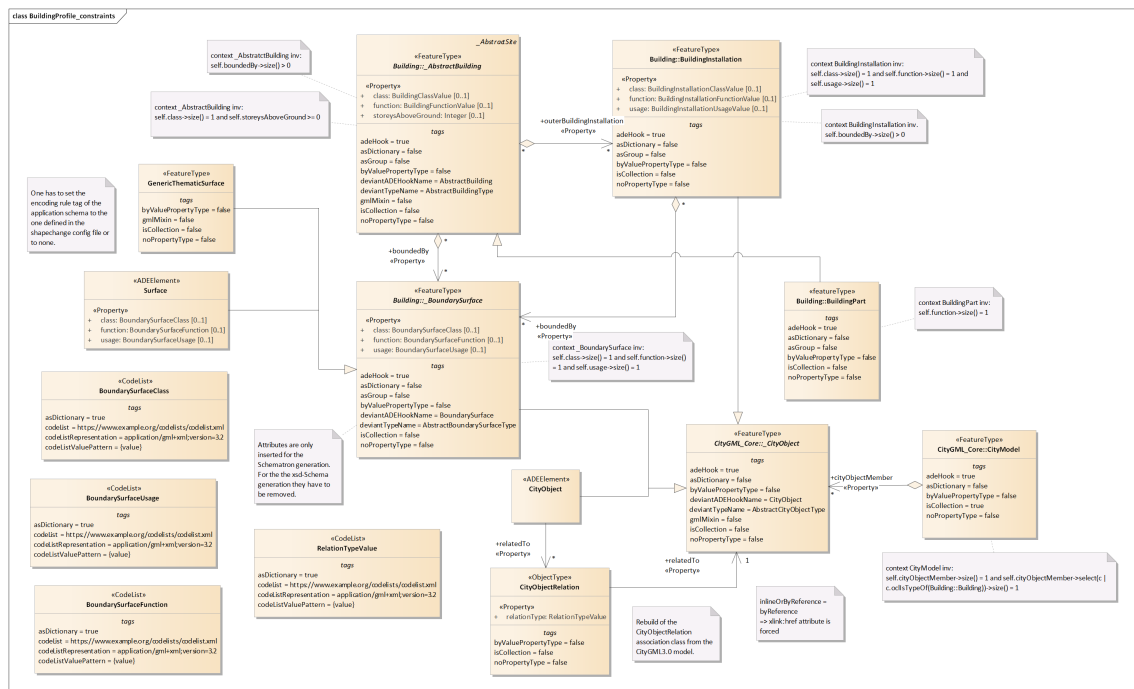 class BuildingProfile_constraints
context _AbstratctBuilding inv:
self.boundedBy->size() > 0
context _AbstractBuilding inv:
self.class->size() = 1 and self.storeysAboveGround >= 0
_AbstractSite
«FeatureType»
Building::_AbstractBuilding
«Property»
+ class: BuildingClassValue [0..1]
+ function: BuildingFunctionValue [0..1]
+ storeysAboveGround: Integer [0..1]
tags
adeHook = true
asDictionary = false
asGroup = false
byValuePropertyType = false
deviantADEHookName = AbstractBuilding
deviantTypeName = AbstractBuildingType
gmlMixin = false
isCollection = false
noPropertyType = false
+outerBuildingInstallation
«Property»
*
*
«FeatureType»
Building::BuildingInstallation
«Property»
+ class: BuildingInstallationClassValue [0..1]
+ function: BuildingInstallationFunctionValue [0..1]
+ usage: BuildingInstallationUsageValue [0..1]
tags
adeHook = true
asDictionary = false
asGroup = false
byValuePropertyType = false
isCollection = false
noPropertyType = false
context BuildingInstallation inv:
self.class->size() = 1 and self.function->size() = 1 and
self.usage->size() = 1
context BuildingInstallation inv.
self.boundedBy->size() > 0
One has to set the
encoding rule tag of the
application schema to the
one defined in the
shapechange config file or
to none.
«FeatureType»
GenericThematicSurface
tags
byValuePropertyType = false
gmlMixin = false
isCollection = false
noPropertyType = false
+boundedBy
«Property»
*
*
«ADEElement»
Surface
«Property»
+ class: BoundarySurfaceClass [0..1]
+ function: BoundarySurfaceFunction [0..1]
+ usage: BoundarySurfaceUsage [0..1]
«FeatureType»
Building::_BoundarySurface
«Property»
+ class: BoundarySurfaceClass [0..1]
+ function: BoundarySurfaceFunction [0..1]
+ usage: BoundarySurfaceUsage [0..1]
tags
adeHook = true
asDictionary = false
asGroup = false
byValuePropertyType = false
deviantADEHookName = BoundarySurface
deviantTypeName = AbstractBoundarySurfaceType
isCollection = false
noPropertyType = false
*
*
+boundedBy
«Property»
context _BoundarySurface inv:
self.class->size() = 1 and self.function->size()
= 1 and self.usage->size() = 1
«featureType»
Building::BuildingPart
tags
adeHook = true
asDictionary = false
asGroup = false
byValuePropertyType = false
isCollection = false
noPropertyType = false
context BuildingPart inv:
self.function->size() = 1
«CodeList»
BoundarySurfaceClass
tags
asDictionary = true
codeList = https://www.example.org/codelists/codelist.xml
codeListRepresentation = application/gml+xml;version=3.2
codeListValuePattern = {value}
Attributes are only
inserted for the
Schematron generation.
For the the xsd-Schema
generation they have to
be removed.
«CodeList»
BoundarySurfaceUsage
tags
asDictionary = true
codeList = https://www.example.org/codelists/codelist.xml
codeListRepresentation = application/gml+xml;version=3.2
codeListValuePattern = {value}
«CodeList»
BoundarySurfaceFunction
tags
asDictionary = true
codeList = https://www.example.org/codelists/codelist.xml
codeListRepresentation = application/gml+xml;version=3.2
codeListValuePattern = {value}
«CodeList»
RelationTypeValue
tags
asDictionary = true
codeList = https://www.example.org/codelists/codelist.xml
codeListRepresentation = application/gml+xml;version=3.2
codeListValuePattern = {value}
«ADEElement»
CityObject
+relatedTo
«Property»
*
«ObjectType»
CityObjectRelation
«Property»
+ relationType: RelationTypeValue
tags
byValuePropertyType = false
isCollection = false
noPropertyType = false
«FeatureType»
CityGML_Core::_CityObject
tags
adeHook = true
asDictionary = false
byValuePropertyType = false
deviantADEHookName = CityObject
deviantTypeName = AbstractCityObjectType
gmlMixin = false
isCollection = false
noPropertyType = false
+relatedTo
«Property»
1
+cityObjectMember
«Property»
*
*
«FeatureType»
CityGML_Core::CityModel
tags
adeHook = true
asDictionary = false
byValuePropertyType = false
isCollection = true
noPropertyType = false
context CityModel inv:
self.cityObjectMember->size() = 1 and self.cityObjectMember->select(c |
c.oclIsTypeOf(Building::Building))->size() = 1
Rebuild of the
CityObjectRelation
association class from the
CityGML3.0 model.
inlineOrByReference =
byReference
=> xlink:href attribute is
forced